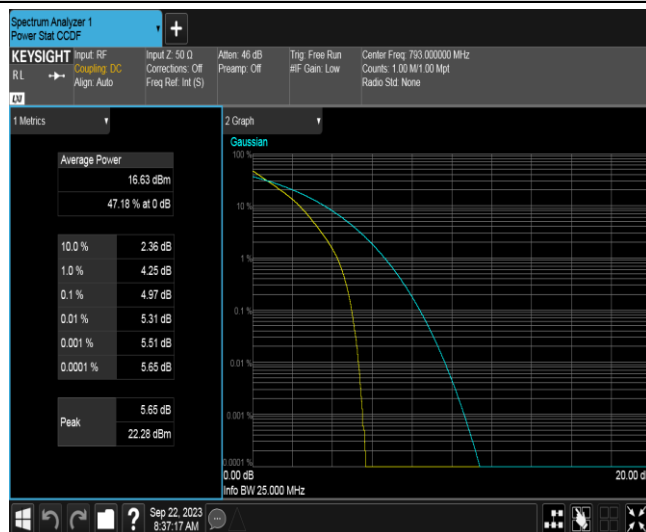 Spectrum Analyzer 1
Power Stat CCDF
+
KEYSIGHT
RL
LXI
Input: RF
Coupling: DC
Align: Auto
Input Z: 50 Ω
Corrections: Off
Freq Ref: Int (S)
Atten: 46 dB
Preamp: Off
Trig: Free Run
#IF Gain: Low
Center Freq: 793.000000 MHz
Counts: 1.00 M/1.00 Mpt
Radio Std: None
1 Metrics
Average Power
16.63 dBm
47.18 % at 0 dB
10.0 % 2.36 dB
1.0 % 4.25 dB
0.1 % 4.97 dB
0.01 % 5.31 dB
0.001 % 5.51 dB
0.0001 % 5.65 dB
Peak
5.65 dB
22.28 dBm
2 Graph
Gaussian
100 %
10 %
1 %
0.1 %
0.01 %
0.001 %
0.0001 %
0.00 dB
20.00 d
Info BW 25.000 MHz
?
Sep 22, 2023
8:37:17 AM